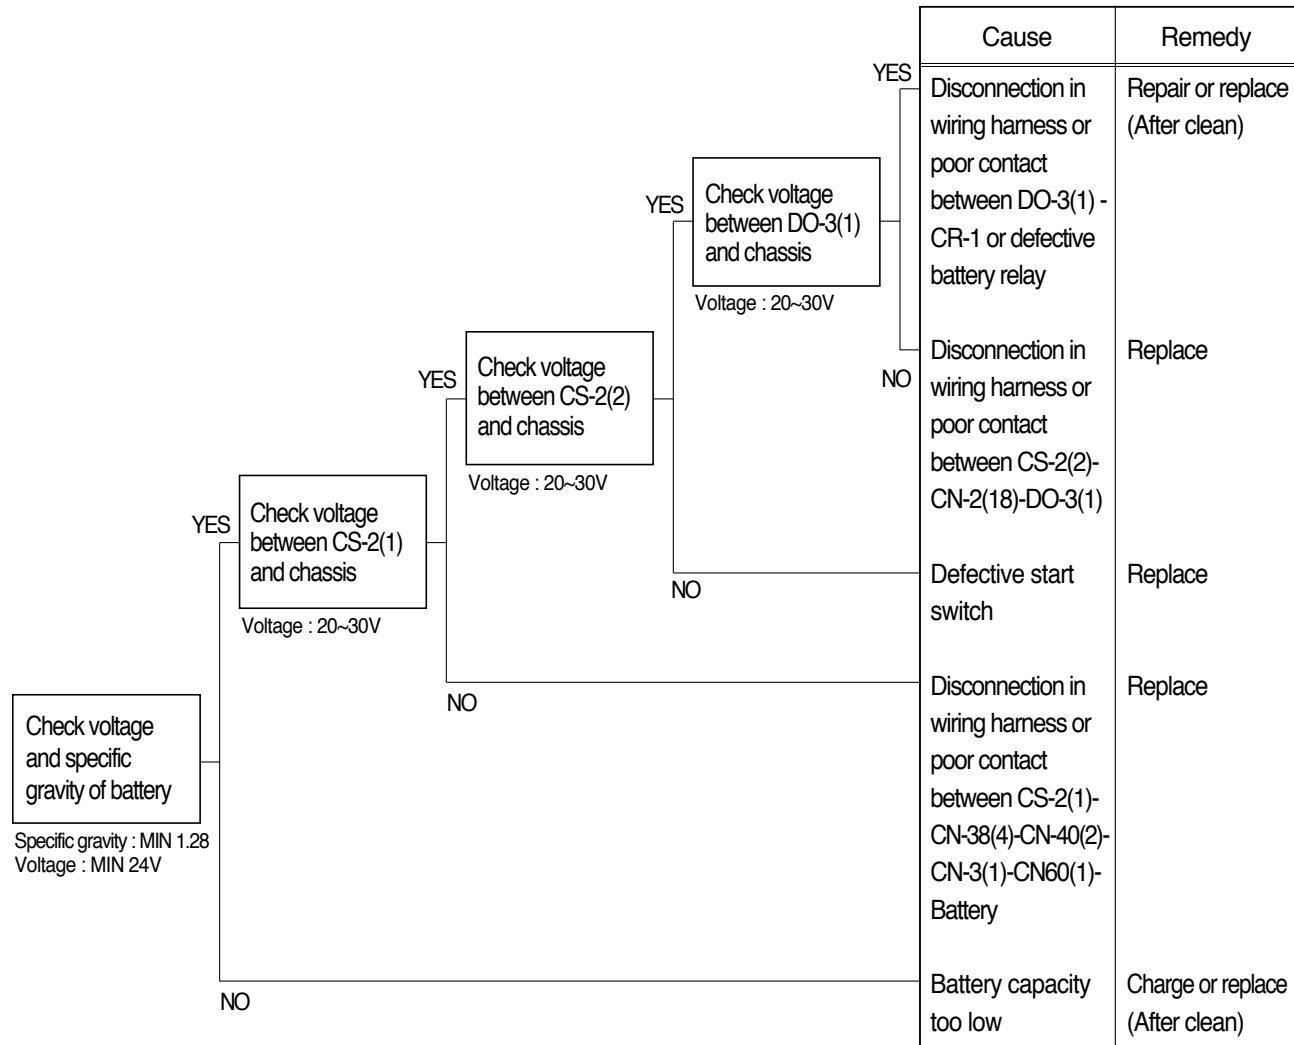 Cause
Remedy
YES
Disconnection in
wiring harness or
poor contact
between DO-3(1) -
CR-1 or defective
battery relay
Repair or replace
(After clean)
YES
Check voltage
between DO-3(1)
and chassis
Voltage : 20~30V
NO
Disconnection in
wiring harness or
poor contact
between CS-2(2)-
CN-2(18)-DO-3(1)
Replace
YES
Check voltage
between CS-2(2)
and chassis
Voltage : 20~30V
NO
Defective start
switch
Replace
YES
Check voltage
between CS-2(1)
and chassis
Voltage : 20~30V
NO
Disconnection in
wiring harness or
poor contact
between CS-2(1)-
CN-38(4)-CN-40(2)-
CN-3(1)-CN60(1)-
Battery
Replace
Check voltage
and specific
gravity of battery
Specific gravity : MIN 1.28
Voltage : MIN 24V
NO
Battery capacity
too low
Charge or replace
(After clean)